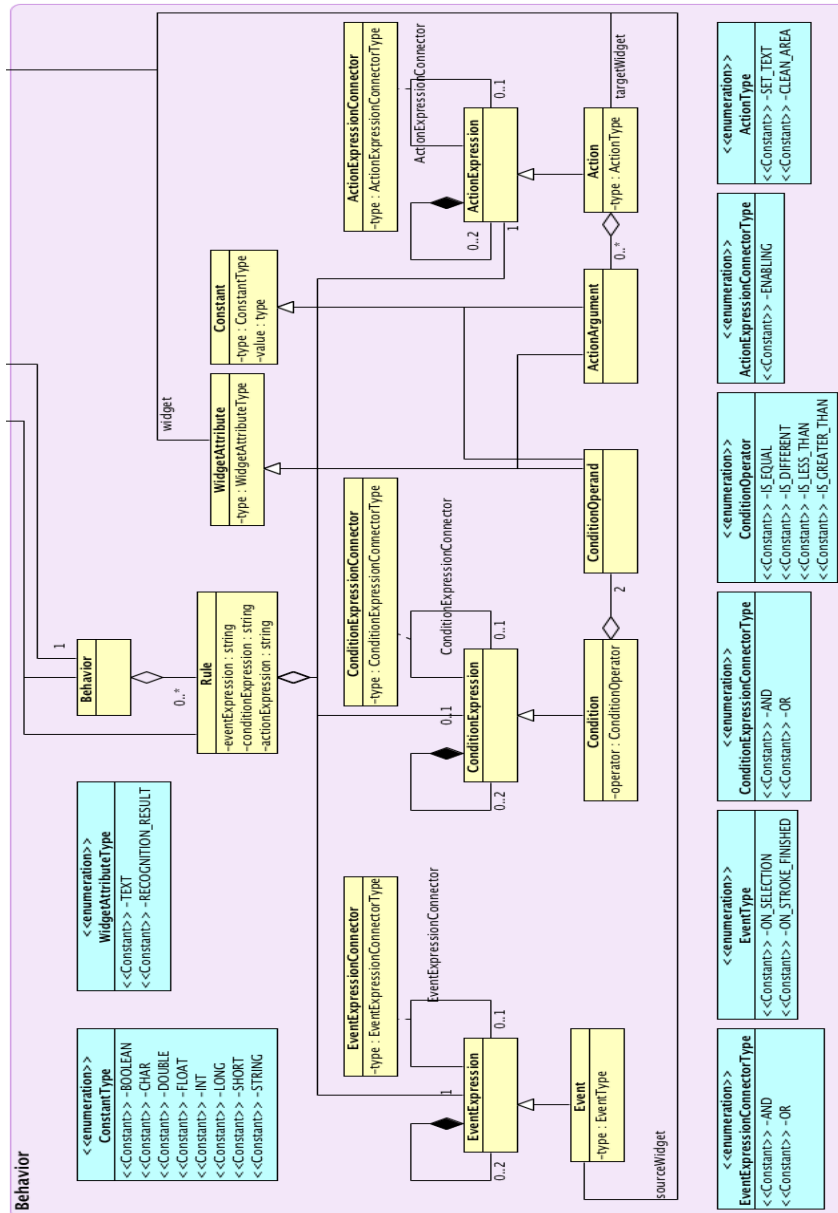 Behavior
<<enumeration>>
ConstantType
<<Constant>> -BOOLEAN
<<Constant>> -CHAR
<<Constant>> -DOUBLE
<<Constant>> -FLOAT
<<Constant>> -INT
<<Constant>> -LONG
<<Constant>> -SHORT
<<Constant>> -STRING
<<enumeration>>
WidgetAttributeType
<<Constant>> -TEXT
<<Constant>> -RECOGNITION_RESULT
Behavior
1
0..*
Rule
-eventExpression : string
-conditionExpression : string
-actionExpression : string
WidgetAttribute
-type : WidgetAttributeType
widget
Constant
-type : ConstantType
-value : type
EventExpressionConnector
-type : EventExpressionConnectorType
EventExpressionConnector
EventExpression
0..2
1
0..1
ConditionExpressionConnector
-type : ConditionExpressionConnectorType
ConditionExpressionConnector
ConditionExpression
0..2
0..1
0..1
ActionExpressionConnector
-type : ActionExpressionConnectorType
ActionExpressionConnector
ActionExpression
0..2
1
0..1
Event
-type : EventType
sourceWidget
Condition
-operator : ConditionOperator
2
ConditionOperand
ActionArgument
0..*
Action
-type : ActionType
targetWidget
<<enumeration>>
EventExpressionConnectorType
<<Constant>> -AND
<<Constant>> -OR
<<enumeration>>
EventType
<<Constant>> -ON_SELECTION
<<Constant>> -ON_STROKE_FINISHED
<<enumeration>>
ConditionExpressionConnectorType
<<Constant>> -AND
<<Constant>> -OR
<<enumeration>>
ConditionOperator
<<Constant>> -IS_EQUAL
<<Constant>> -IS_DIFFERENT
<<Constant>> -IS_LESS_THAN
<<Constant>> -IS_GREATER_THAN
<<enumeration>>
ActionExpressionConnectorType
<<Constant>> -ENABLING
<<enumeration>>
ActionType
<<Constant>> -SET_TEXT
<<Constant>> -CLEAN_AREA